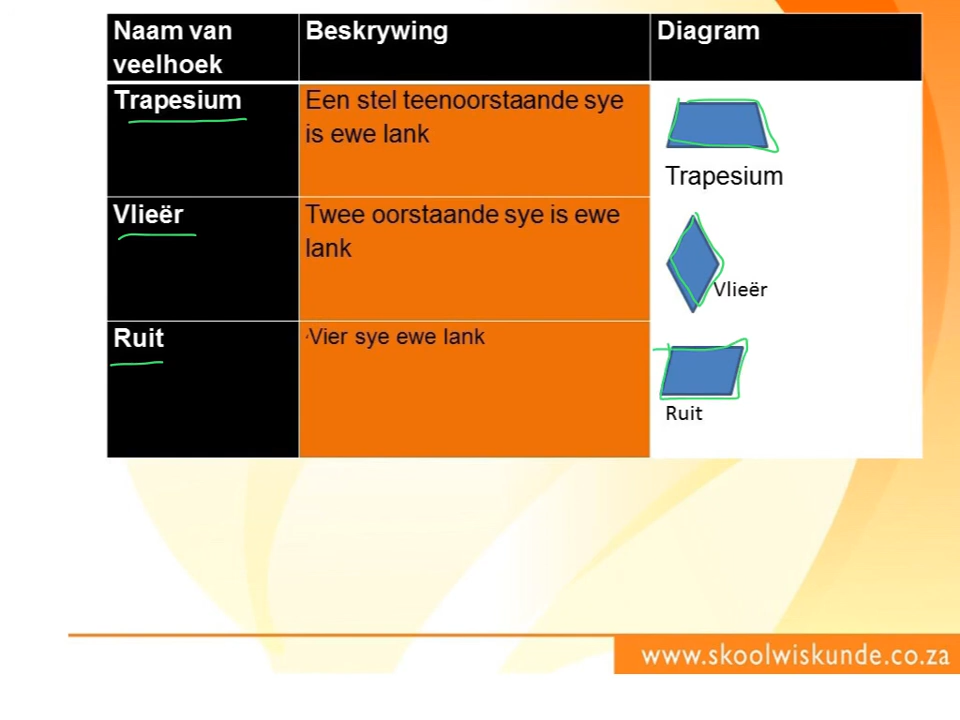 Naam van
veelhoek
Beskrywing
Diagram
Trapesium
Een stel teenoorstaande sye
is ewe lank
Trapesium
Vlieër
Twee oorstaande sye is ewe
lank
Vlieër
Ruit
Vier sye ewe lank
Ruit
www.skoolwiskunde.co.za